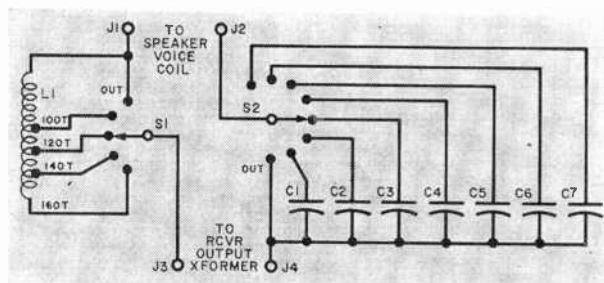 J1
TO
SPEAKER
VOICE
COIL
J2
L1
OUT
100T
120T
140T
160T
S1
S2
OUT
C1 C2 C3 C4 C5 C6 C7
TO
RCVR
OUTPUT
XFORMER
J3
J4